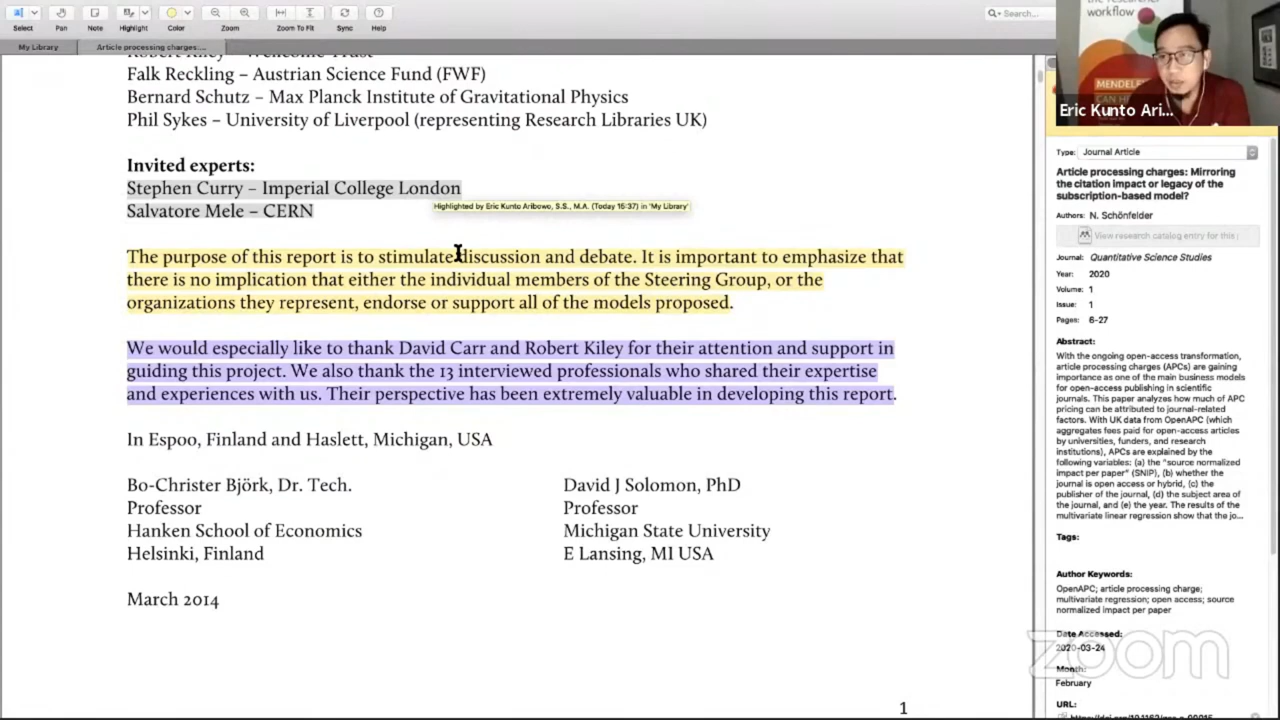 Select Pan Note Highlight Color Zoom Zoom To Fit Sync Help
Search...
My Library
Article processing charges:...
Falk Reckling – Austrian Science Fund (FWF)
Bernard Schutz – Max Planck Institute of Gravitational Physics
Phil Sykes – University of Liverpool (representing Research Libraries UK)
Invited experts:
Stephen Curry – Imperial College London
Salvatore Mele – CERN
Highlighted by Eric Kunto Aribowo, S.S., M.A. (Today 15:37) in 'My Library'
The purpose of this report is to stimulate discussion and debate. It is important to emphasize that
there is no implication that either the individual members of the Steering Group, or the
organizations they represent, endorse or support all of the models proposed.
We would especially like to thank David Carr and Robert Kiley for their attention and support in
guiding this project. We also thank the 13 interviewed professionals who shared their expertise
and experiences with us. Their perspective has been extremely valuable in developing this report.
In Espoo, Finland and Haslett, Michigan, USA
Bo-Christer Björk, Dr. Tech.
Professor
Hanken School of Economics
Helsinki, Finland
David J Solomon, PhD
Professor
Michigan State University
E Lansing, MI USA
March 2014
1
workflow
MENDELEY
Eric Kunto Ari...
Type: Journal Article
Article processing charges: Mirroring
the citation impact or legacy of the
subscription-based model?
Authors: N. Schönfelder
View research catalog entry for this
Journal: Quantitative Science Studies
Year: 2020
Volume: 1
Issue: 1
Pages: 6-27
Abstract:
With the ongoing open-access transformation,
article processing charges (APCs) are gaining
importance as one of the main business models
for open-access publishing in scientific
journals. This paper analyzes how much of APC
pricing can be attributed to journal-related
factors. With UK data from OpenAPC (which
aggregates fees paid for open-access articles
by universities, funders, and research
institutions), APCs are explained by the
following variables: (a) the "source normalized
impact per paper" (SNIP), (b) whether the
journal is open access or hybrid, (c) the
publisher of the journal, (d) the subject area of
the journal, and (e) the year. The results of the
multivariate linear regression show that the jo...
Tags:
Author Keywords:
OpenAPC; article processing charge;
multivariate regression; open access; source
normalized impact per paper
Date Accessed:
2020-03-24
Month:
February
URL:
zoom